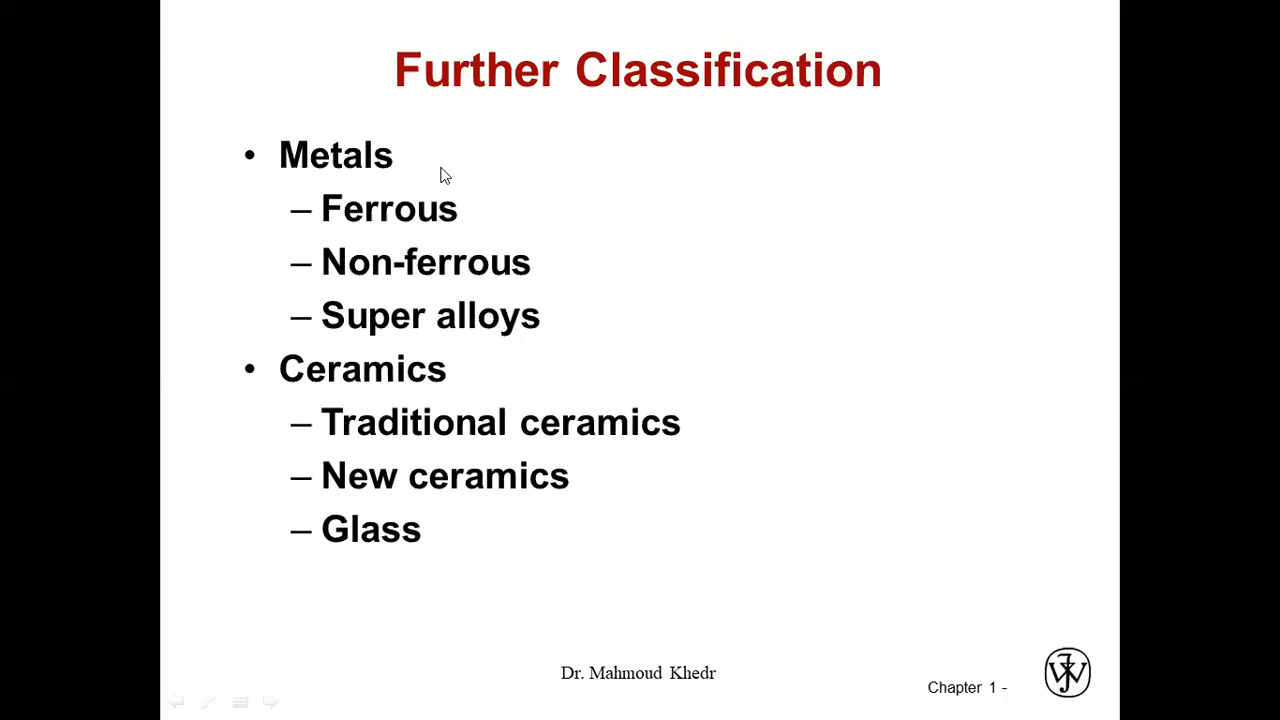 Further Classification
• Metals
– Ferrous
– Non-ferrous
– Super alloys
• Ceramics
– Traditional ceramics
– New ceramics
– Glass
Dr. Mahmoud Khedr
Chapter 1 -